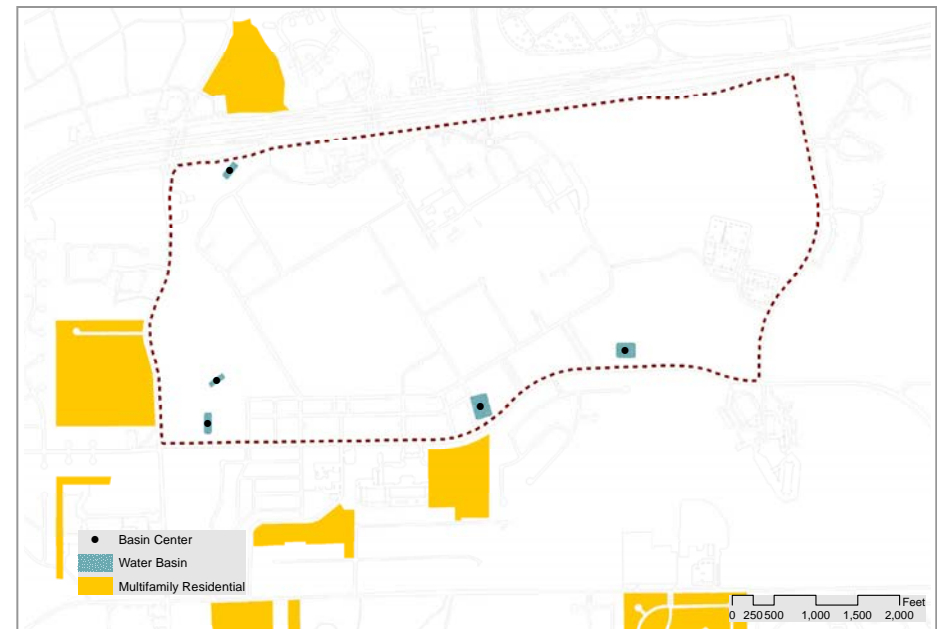 Basin Center
Water Basin
Multifamily Residential
Feet
0 250 500 1,000 1,500 2,000